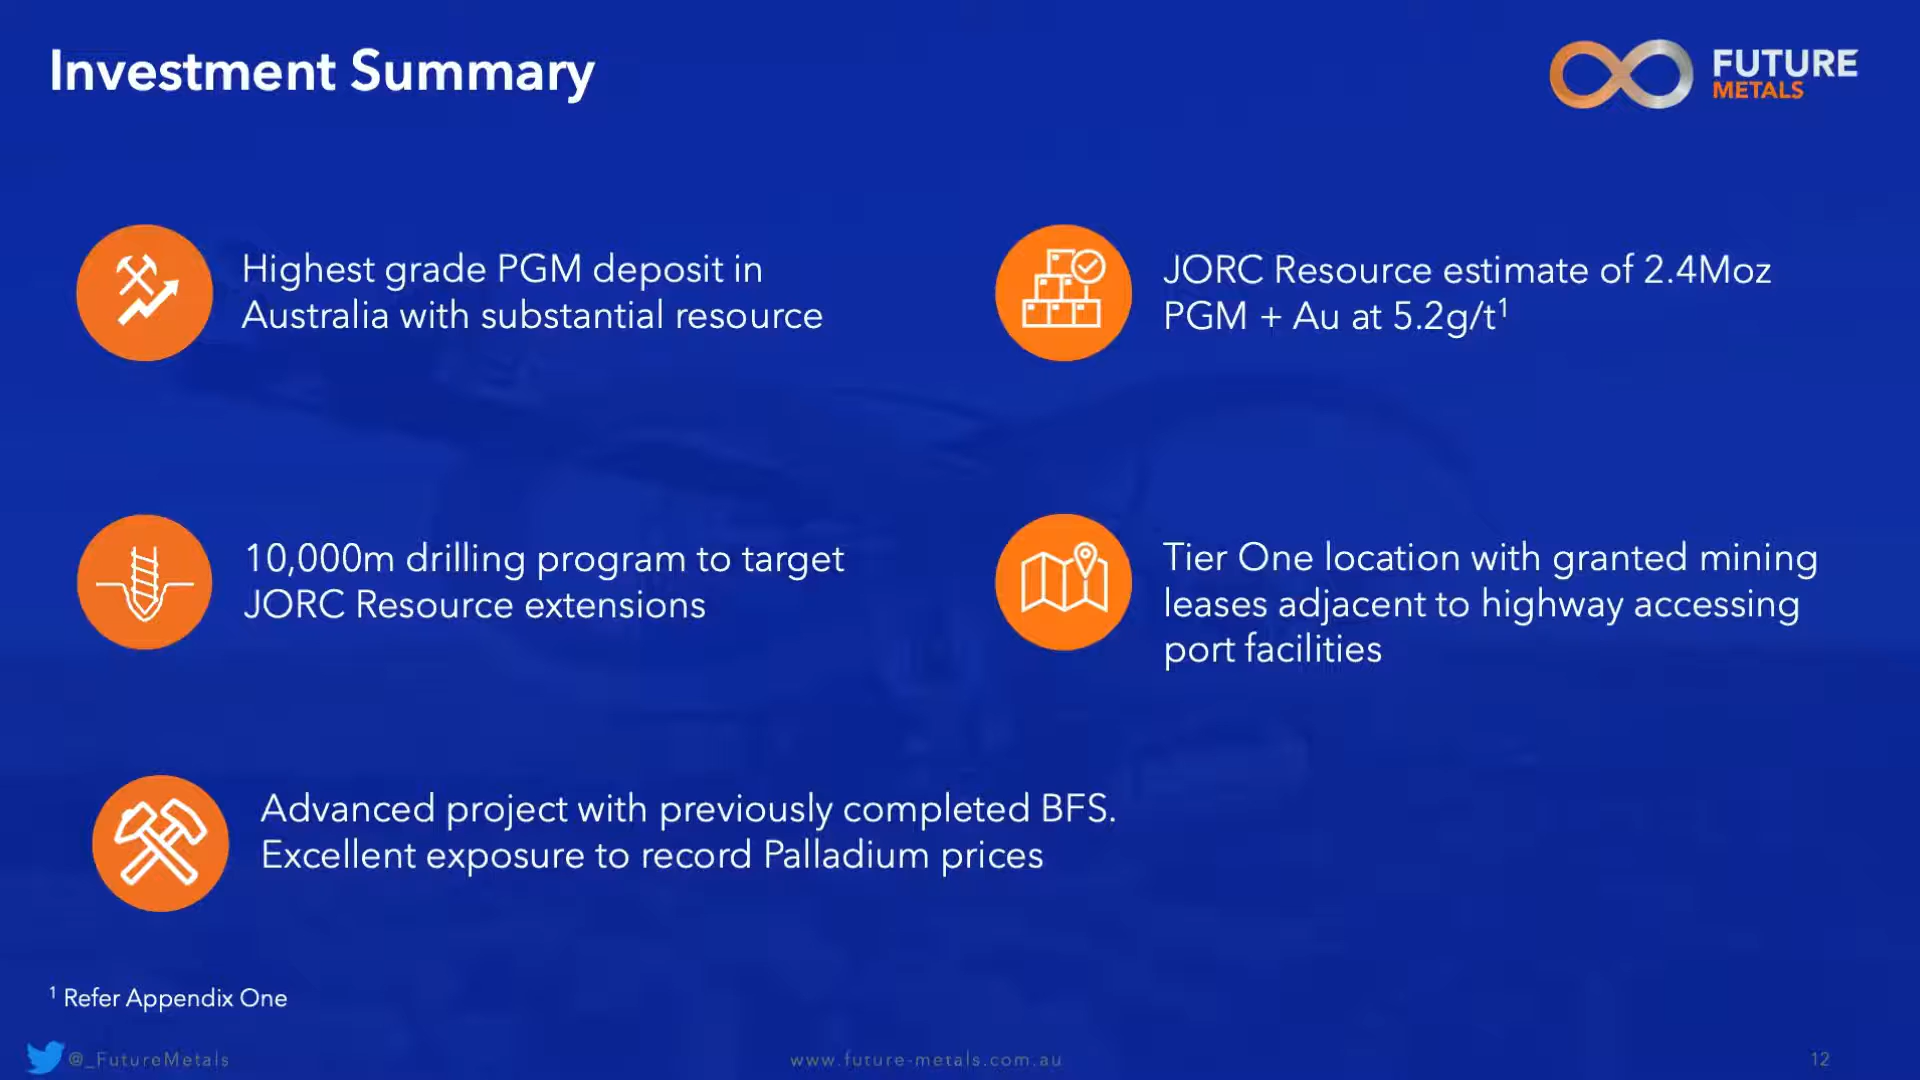 Investment Summary
FUTURE
METALS
Highest grade PGM deposit in
Australia with substantial resource
JORC Resource estimate of 2.4Moz
PGM + Au at 5.2g/t¹
10,000m drilling program to target
JORC Resource extensions
Tier One location with granted mining
leases adjacent to highway accessing
port facilities
Advanced project with previously completed BFS.
Excellent exposure to record Palladium prices
¹ Refer Appendix One
@_FutureMetals
www.future-metals.com.au
12